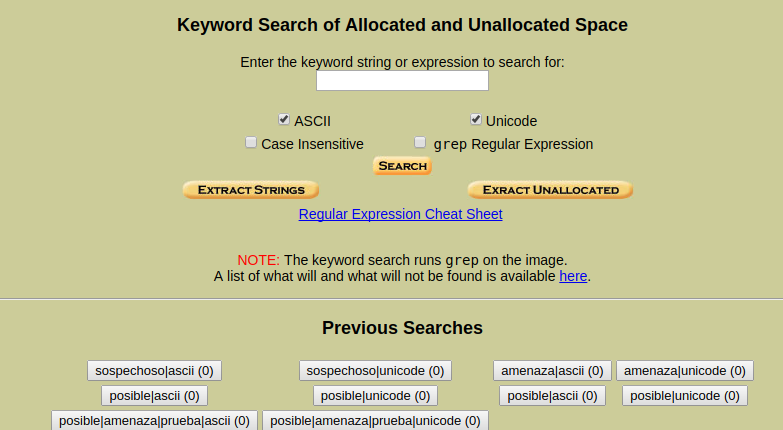 Keyword Search of Allocated and Unallocated Space
Enter the keyword string or expression to search for:
ASCII Unicode
Case Insensitive grep Regular Expression
SEARCH
EXTRACT STRINGS EXRACT UNALLOCATED
Regular Expression Cheat Sheet
NOTE: The keyword search runs grep on the image.
A list of what will and what will not be found is available here.
Previous Searches
sospechoso|ascii (0) sospechoso|unicode (0) amenaza|ascii (0) amenaza|unicode (0)
posible|ascii (0) posible|unicode (0) posible|ascii (0) posible|unicode (0)
posible|amenaza|prueba|ascii (0) posible|amenaza|prueba|unicode (0)